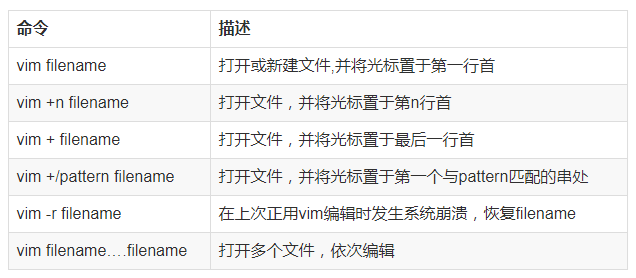 命令 描述
vim filename 打开或新建文件,并将光标置于第一行首
vim +n filename 打开文件，并将光标置于第n行首
vim + filename 打开文件，并将光标置于最后一行首
vim +/pattern filename 打开文件，并将光标置于第一个与pattern匹配的串处
vim -r filename 在上次正用vim编辑时发生系统崩溃，恢复filename
vim filename….filename 打开多个文件，依次编辑